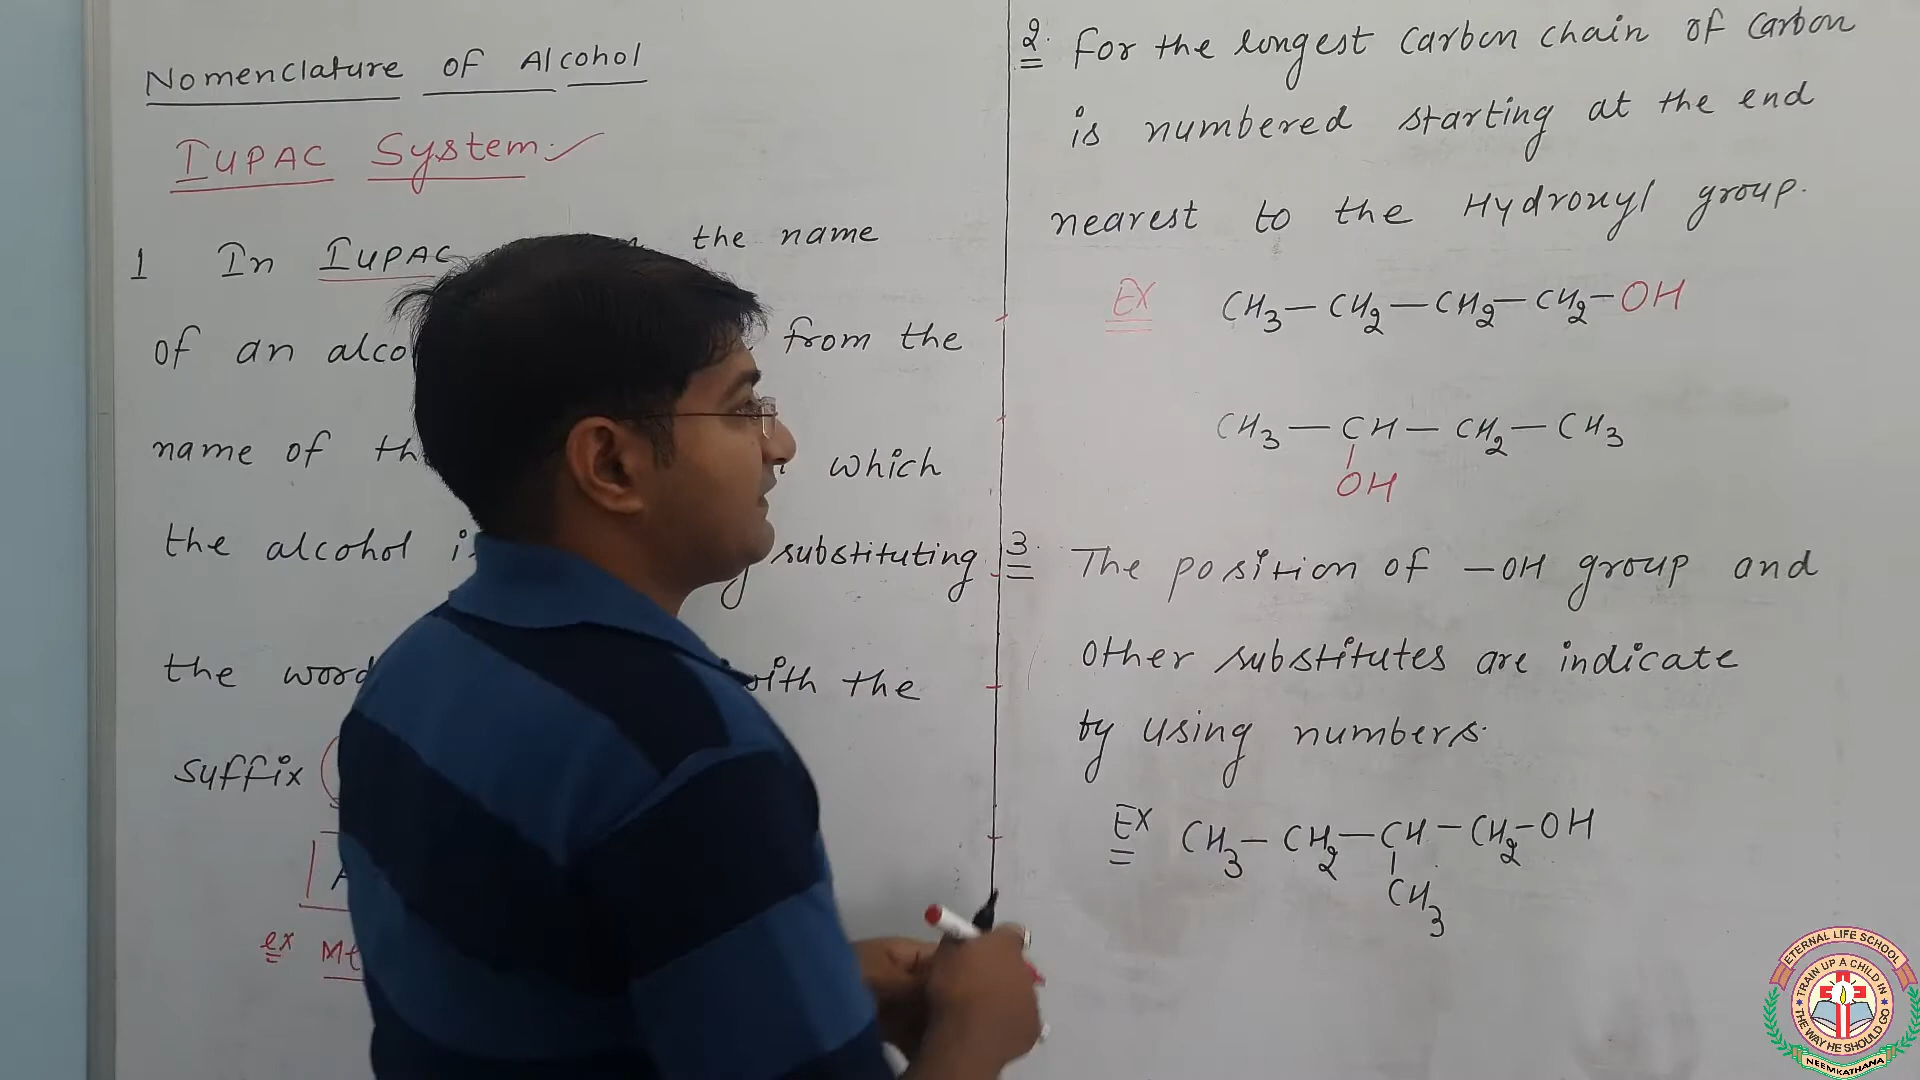 Nomenclature of Alcohol
IUPAC System
1 In IUPAC the name
of an alco from the
name of th which
the alcohol i substituting
the word with the
suffix
ex
2. For the longest Carbon chain of Carbon
is numbered starting at the end
nearest to the Hydroxyl group.
EX CH3—CH2—CH2—CH2—OH
CH3—CH—CH2—CH3
OH
3. The position of —OH group and
other substitutes are indicate
by using numbers.
Ex CH3—CH2—CH—CH2—OH
CH3
ETERNAL LIFE SCHOOL
TRAIN UP A CHILD IN
THE WAY HE SHOULD GO
NEEMKATHANA